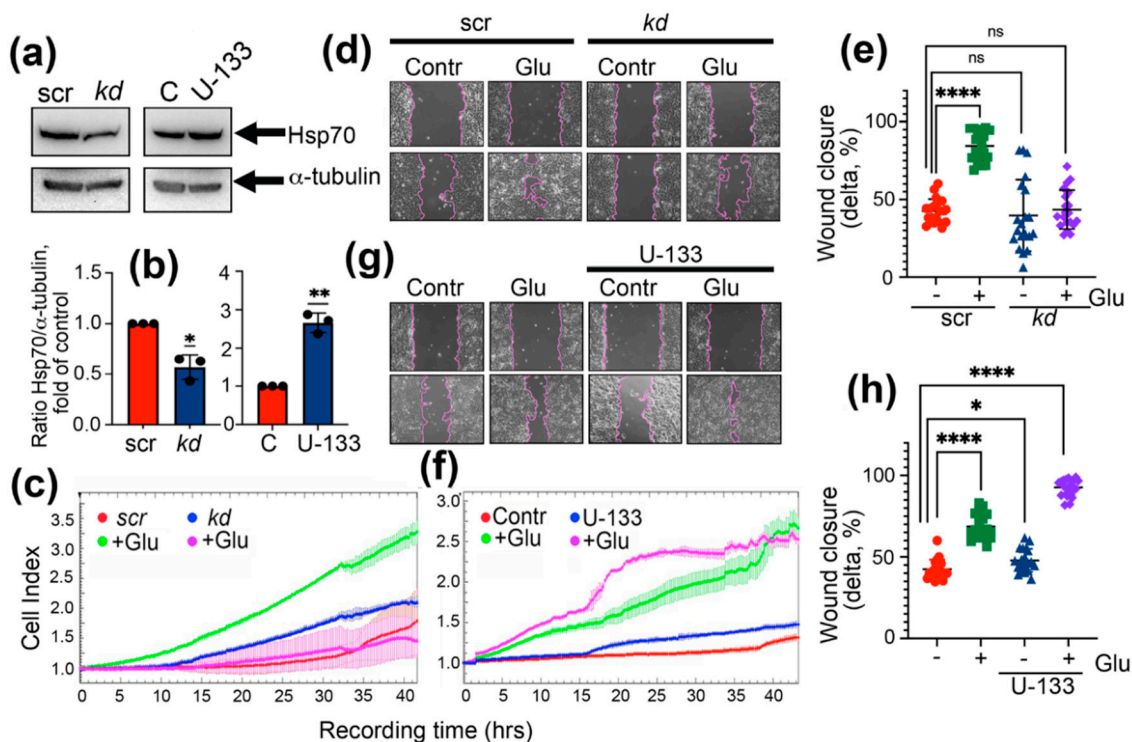 (a)
scr kd C U-133
Hsp70
α-tubulin
(b)
Ratio Hsp70/α-tubulin,
fold of control
1.5
1.0
0.5
0.0
*
scr kd
4
3
2
1
0
**
C U-133
(c)
Cell Index
3.5
3.0
2.5
2.0
1.5
1.0
scr kd
+Glu +Glu
0 5 10 15 20 25 30 35 40
(f)
3.0
2.5
2.0
1.5
1.0
Contr U-133
+Glu +Glu
0 5 10 15 20 25 30 35 40
Recording time (hrs)
(d)
scr kd
Contr Glu Contr Glu
(g)
U-133
Contr Glu Contr Glu
(e)
ns
ns
****
Wound closure
(delta, %)
100
50
0
- + - + Glu
scr kd
(h)
****
*
****
Wound closure
(delta, %)
100
50
0
- + - + Glu
U-133